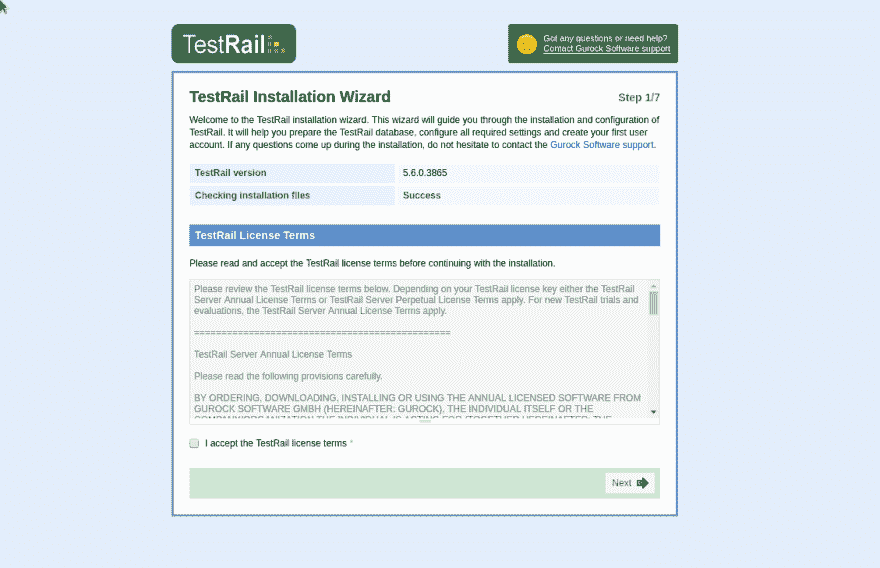 TestRail
Got any questions or need help?
Contact Gurock Software support
TestRail Installation Wizard
Step 1/7
Welcome to the TestRail installation wizard. This wizard will guide you through the installation and configuration of
TestRail. It will help you prepare the TestRail database, configure all required settings and create your first user
account. If any questions come up during the installation, do not hesitate to contact the Gurock Software support.
TestRail version 5.6.0.3865
Checking installation files Success
TestRail License Terms
Please read and accept the TestRail license terms before continuing with the installation.
Please review the TestRail license terms below. Depending on your TestRail license key either the TestRail
Server Annual License Terms or TestRail Server Perpetual License Terms apply. For new TestRail trials and
evaluations, the TestRail Server Annual License Terms apply.
===============================================
TestRail Server Annual License Terms
Please read the following provisions carefully.
BY ORDERING, DOWNLOADING, INSTALLING OR USING THE ANNUAL LICENSED SOFTWARE FROM
GUROCK SOFTWARE GMBH (HEREINAFTER: GUROCK), THE INDIVIDUAL ITSELF OR THE
I accept the TestRail license terms *
Next